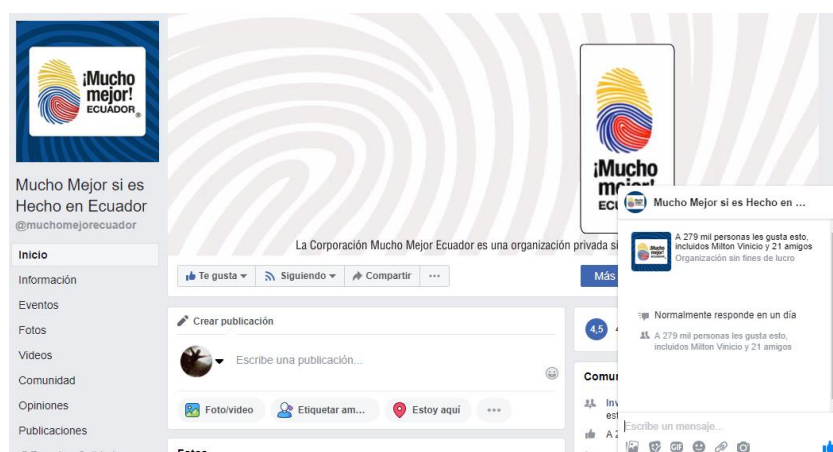 ¡Mucho
mejor!
ECUADOR
Mucho Mejor si es
Hecho en Ecuador
@muchomejorecuador
Inicio
Información
Eventos
Fotos
Videos
Comunidad
Opiniones
Publicaciones
¡Mucho
La Corporación Mucho Mejor Ecuador es una organización privada si
Te gusta
Siguiendo
Compartir
Más
Crear publicación
Escribe una publicación...
Foto/video
Etiquetar am...
Estoy aquí
Fotos
4,5
Mucho Mejor si es Hecho en ...
A 279 mil personas les gusta esto,
incluidos Milton Vinicio y 21 amigos
Organización sin fines de lucro
Normalmente responde en un día
A 279 mil personas les gusta esto,
incluidos Milton Vinicio y 21 amigos
Escribe un mensaje...
GIF